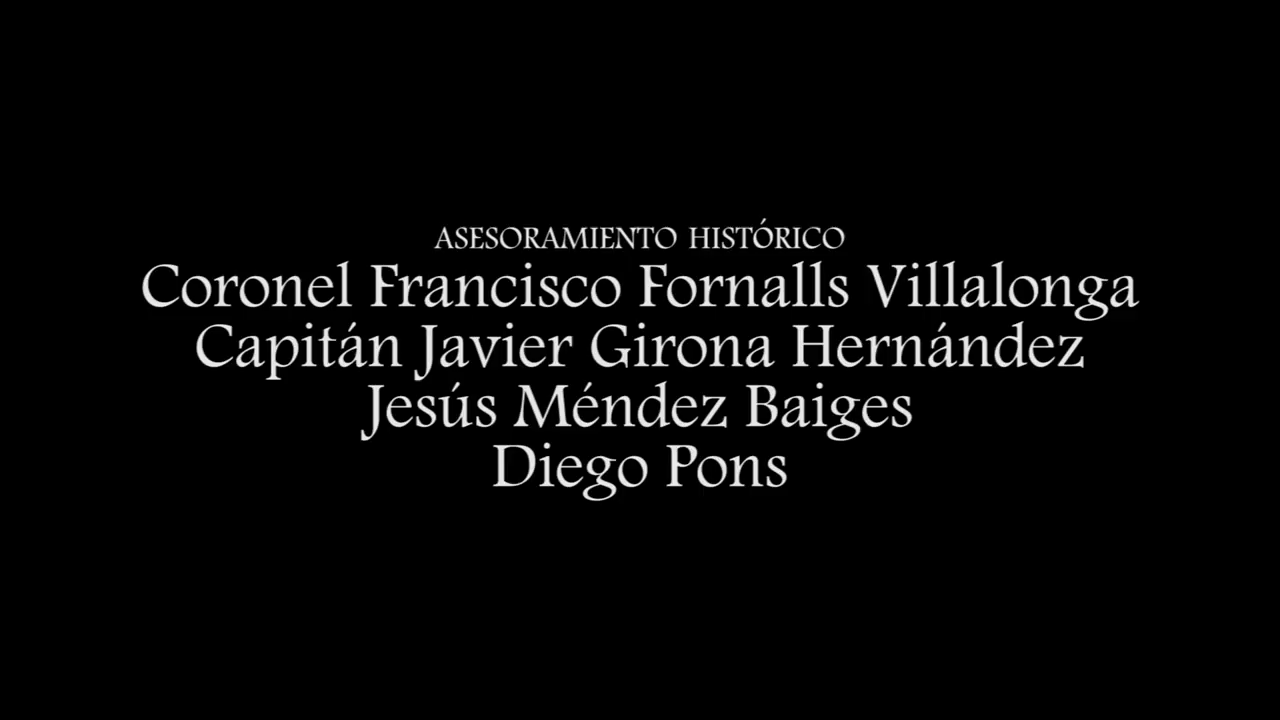 ASESORAMIENTO HISTÓRICO
Coronel Francisco Fornalls Villalonga
Capitán Javier Girona Hernández
Jesús Méndez Baiges
Diego Pons